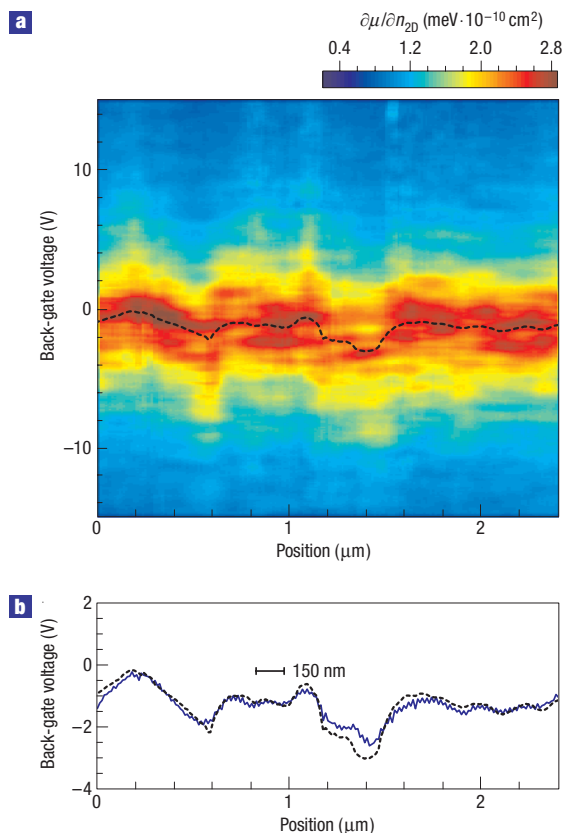 a
∂μ/∂n2D (meV·10−10 cm2)
0.4 1.2 2.0 2.8
Back-gate voltage (V)
10
0
−10
0 1 2
Position (μm)
b
Back-gate voltage (V)
2
0
−2
−4
150 nm
0 1 2
Position (μm)